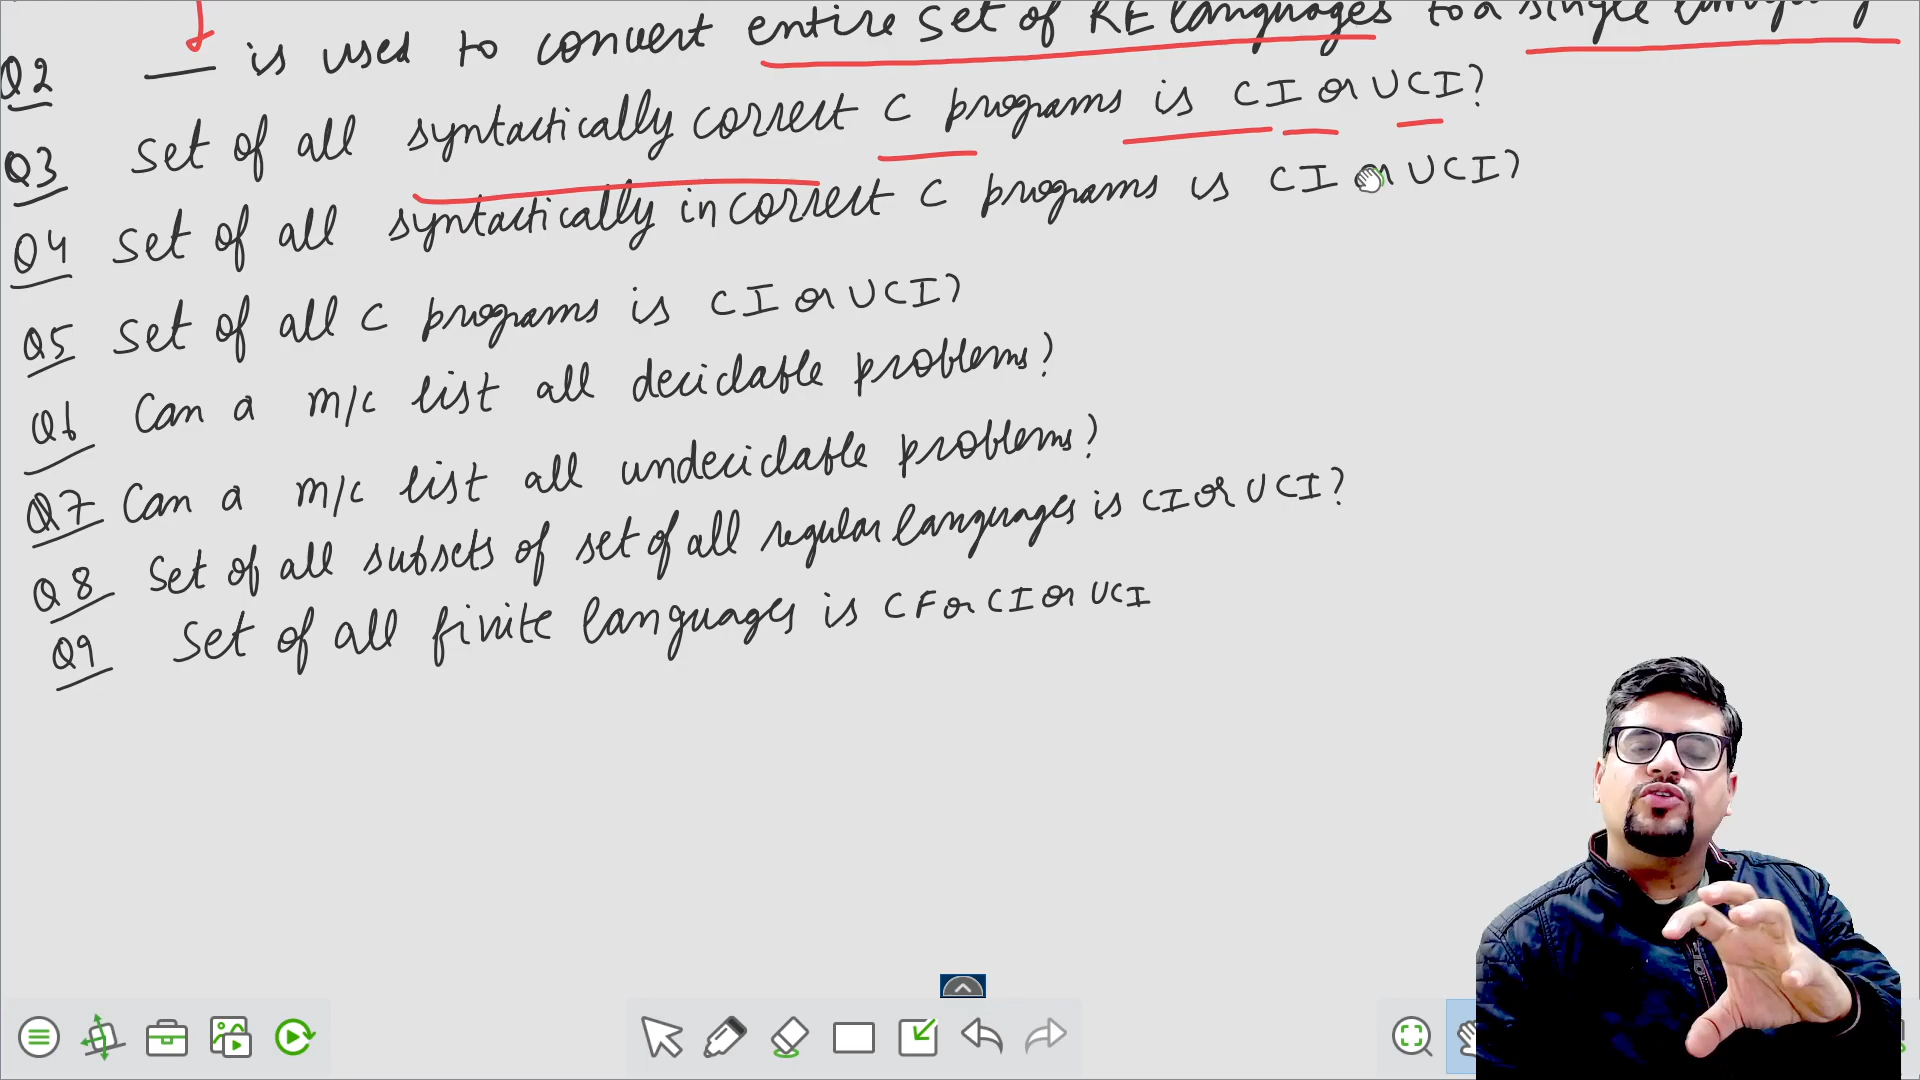 Q2 ___ is used to convert entire set of RE languages to a single
Q3 Set of all syntactically correct C programs is CI or UCI?
Q4 Set of all syntactically incorrect C programs is CI or UCI?
Q5 Set of all C programs is CI or UCI?
Q6 Can a m/c list all decidable problems?
Q7 Can a m/c list all undecidable problems?
Q8 Set of all subsets of set of all regular languages is CI or UCI?
Q9 Set of all finite languages is CF or CI or UCI